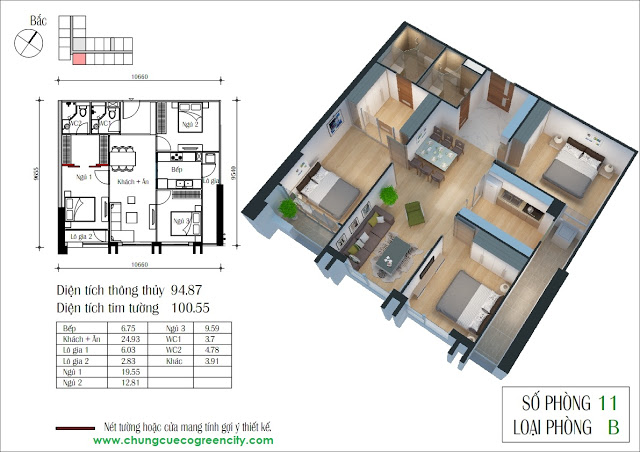 Bắc
10660
WC2
WC1
Ngủ 2
9655
9540
Bếp
Lô gia 1
Ngủ 1
Khách + Ăn
Ngủ 3
Lô gia 2
10660
Diện tích thông thủy 94.87
Diện tích tim tường 100.55
Bếp 6.75 Ngủ 3 9.59
Khách + Ăn 24.93 WC1 3.7
Lô gia 1 6.03 WC2 4.78
Lô gia 2 2.83 Khác 3.91
Ngủ 1 19.55
Ngủ 2 12.81
Nét tường hoặc cửa mang tính gợi ý thiết kế.
www.chungcuecogreencity.com
SỐ PHÒNG 11
LOẠI PHÒNG B